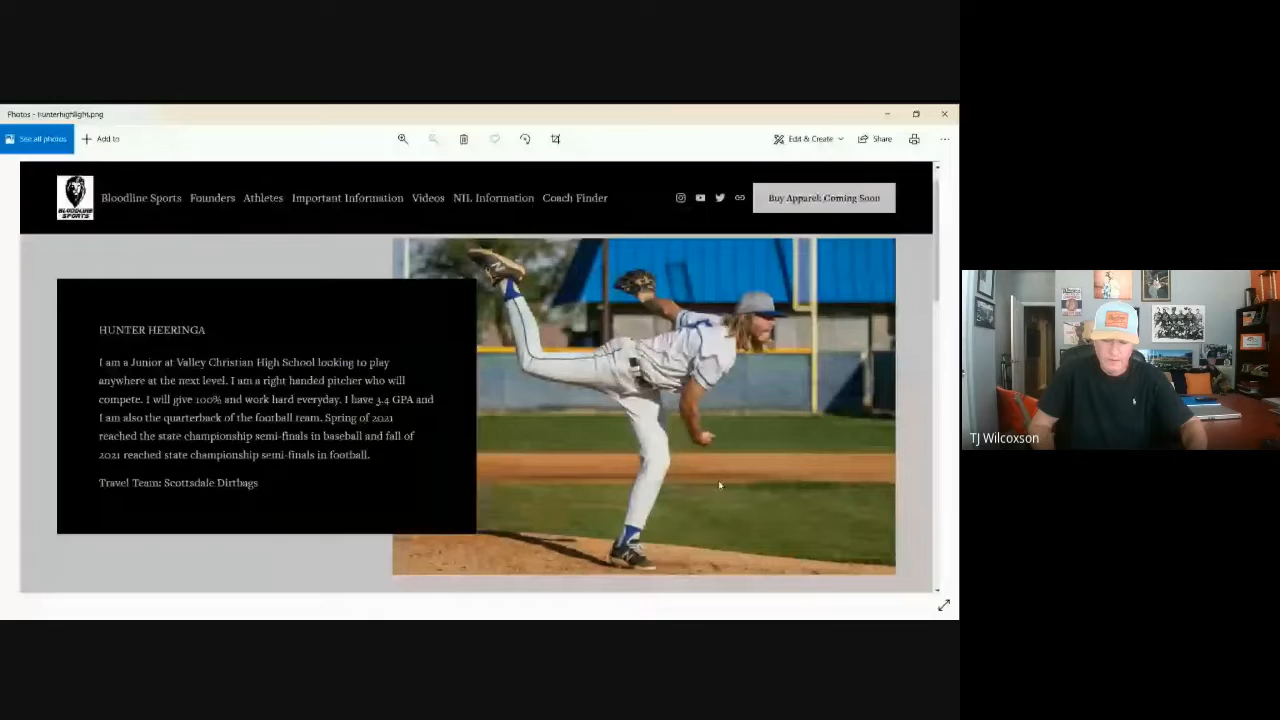 Photos - Hunterhighlight.png
See all photos
Add to
Edit & Create
Share
BLOODLINE
SPORTS
Bloodline Sports Founders Athletes Important Information Videos NIL Information Coach Finder
Buy Apparel: Coming Soon
HUNTER HEERINGA
I am a Junior at Valley Christian High School looking to play
anywhere at the next level. I am a right handed pitcher who will
compete. I will give 100% and work hard everyday. I have 3.4 GPA and
I am also the quarterback of the football team. Spring of 2021
reached the state championship semi-finals in baseball and fall of
2021 reached state championship semi-finals in football.
Travel Team: Scottsdale Dirtbags
TJ Wilcoxson